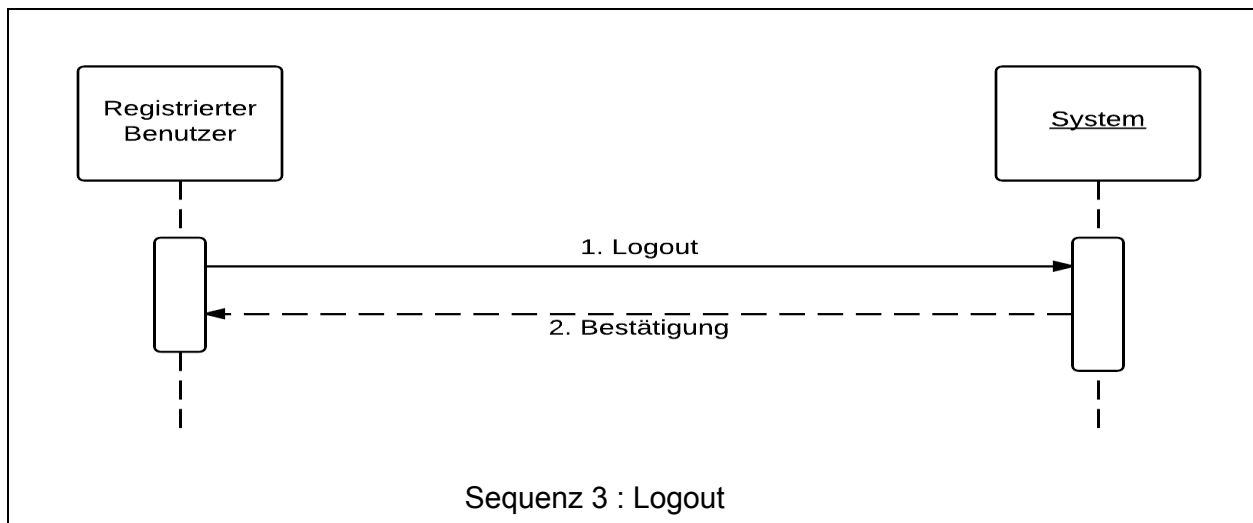 Registrierter
Benutzer
System
1. Logout
2. Bestätigung
Sequenz 3 : Logout